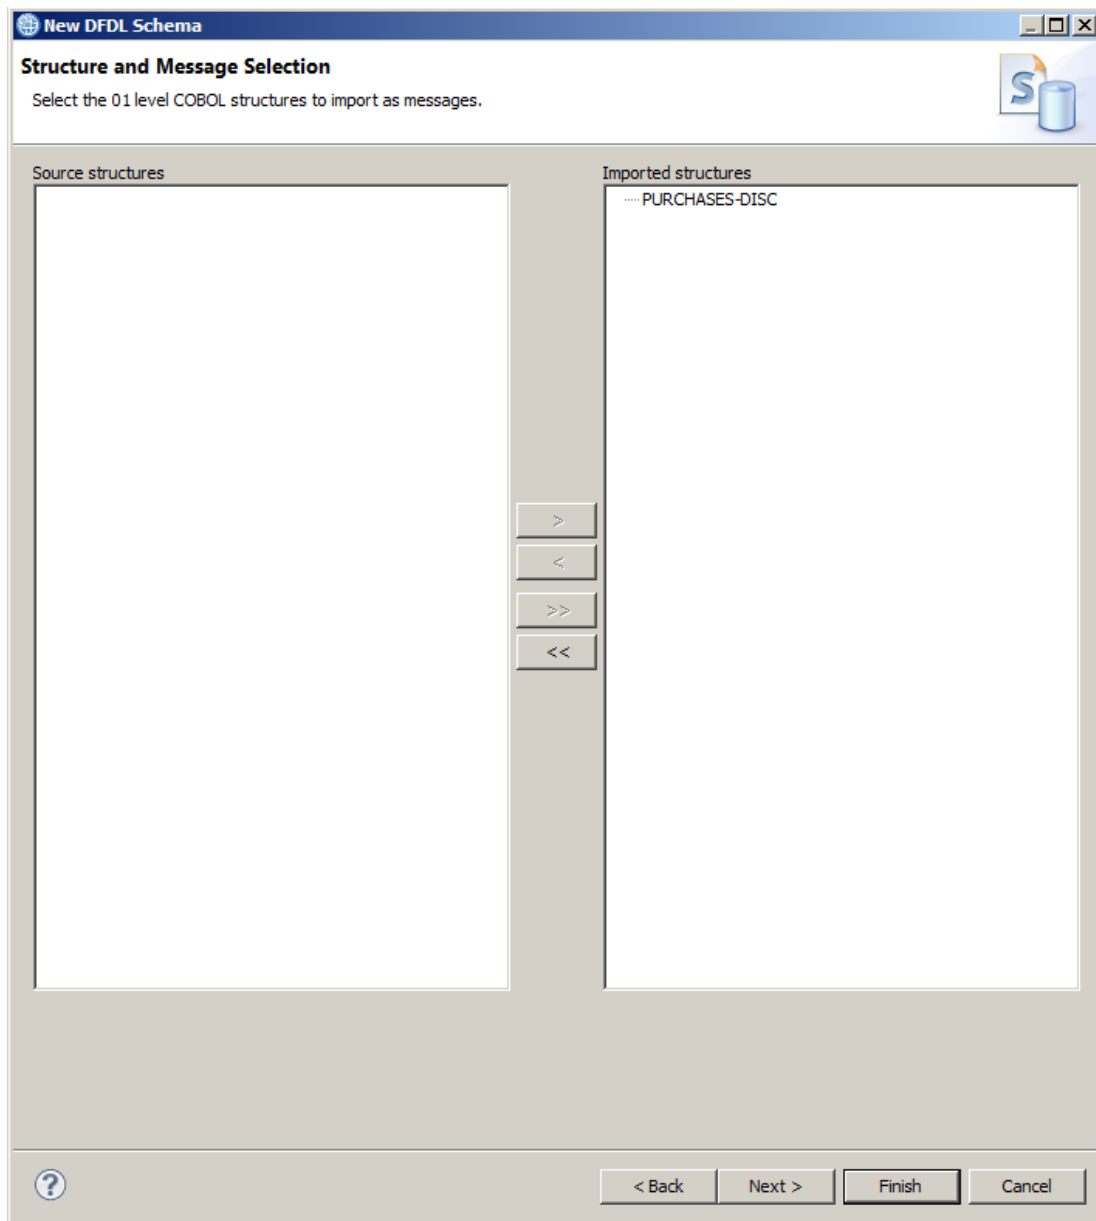 New DFDL Schema
Structure and Message Selection
Select the 01 level COBOL structures to import as messages.
S
Source structures
Imported structures
PURCHASES-DISC
>
<
>>
<<
?
< Back
Next >
Finish
Cancel